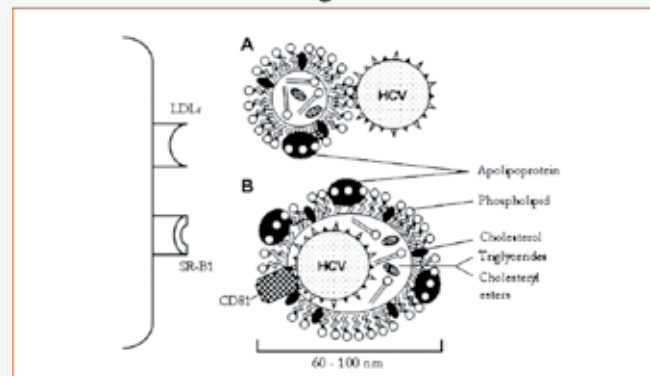 A
HCV
LDLr
Apolipoprotein
B
Phospholipid
Cholesterol
Triglycerides
Cholesteryl
esters
HCV
SR-B1
CD81
60 - 100 nm